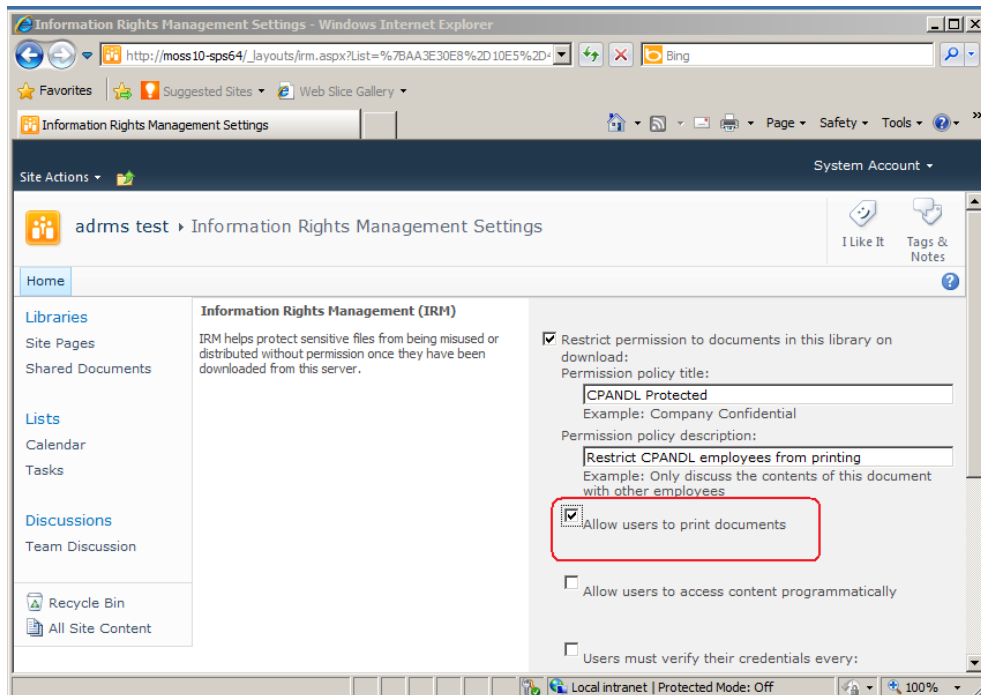 Information Rights Management Settings - Windows Internet Explorer
http://moss10-sps64/_layouts/irm.aspx?List=%7BAA3E30E8%2D10E5%2D4
Bing
Favorites
Suggested Sites
Web Slice Gallery
Information Rights Management Settings
Page
Safety
Tools
»
System Account
Site Actions
adrms test
Information Rights Management Settings
I Like It
Tags &
Notes
Home
Libraries
Site Pages
Shared Documents
Lists
Calendar
Tasks
Discussions
Team Discussion
Recycle Bin
All Site Content
Information Rights Management (IRM)
IRM helps protect sensitive files from being misused or
distributed without permission once they have been
downloaded from this server.
Restrict permission to documents in this library on
download:
Permission policy title:
CPANDL Protected
Example: Company Confidential
Permission policy description:
Restrict CPANDL employees from printing
Example: Only discuss the contents of this document
with other employees
Allow users to print documents
Allow users to access content programmatically
Users must verify their credentials every:
Local intranet | Protected Mode: Off
100%